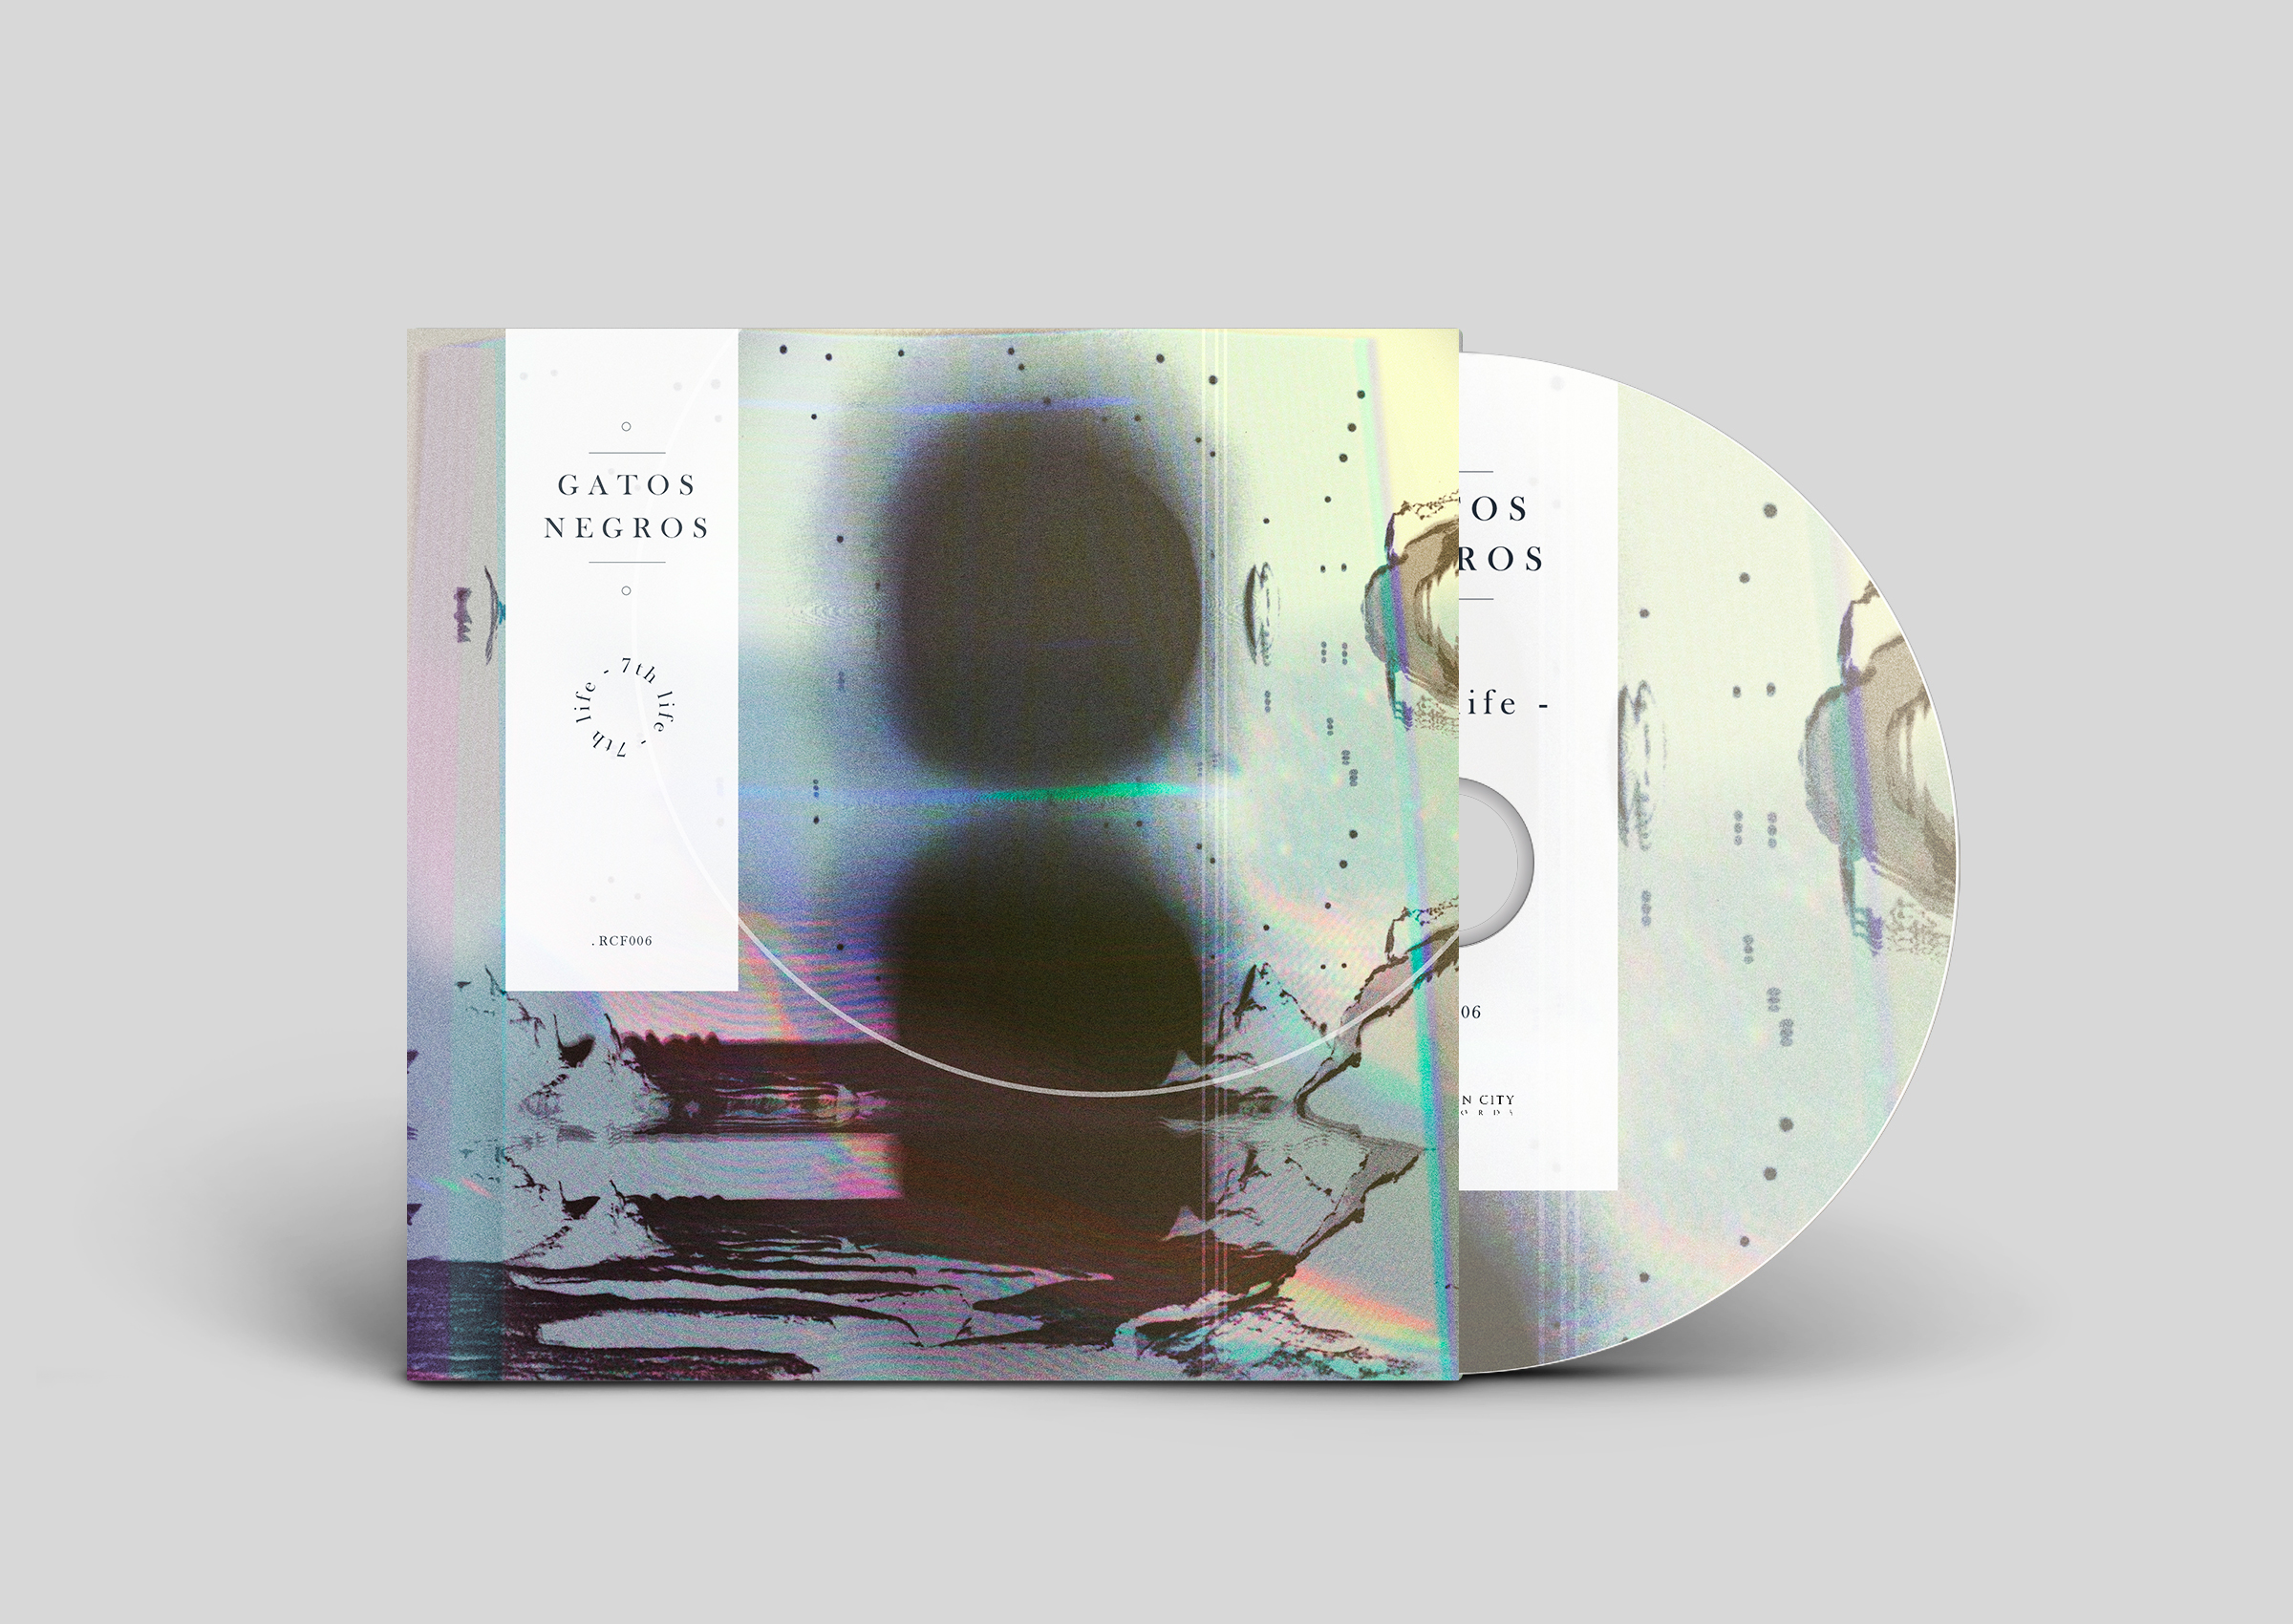 GATOS
NEGROS
7th life - 7th life -
. RCF006
OS
ROS
ife -
06
N CITY
O R D S